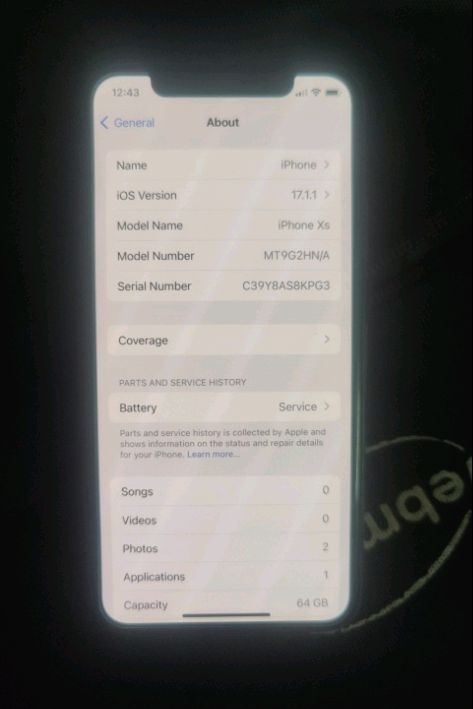 12:43
General
About
Name iPhone
iOS Version 17.1.1
Model Name iPhone Xs
Model Number MT9G2HN/A
Serial Number C39Y8AS8KPG3
Coverage
PARTS AND SERVICE HISTORY
Battery Service
Parts and service history is collected by Apple and
shows information on the status and repair details
for your iPhone. Learn more...
Songs 0
Videos 0
Photos 2
Applications 1
Capacity 64 GB